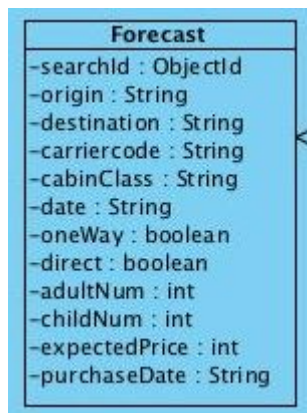 Forecast
-searchId : ObjectId
-origin : String
-destination : String
-carriercode : String
-cabinClass : String
-date : String
-oneWay : boolean
-direct : boolean
-adultNum : int
-childNum : int
-expectedPrice : int
-purchaseDate : String